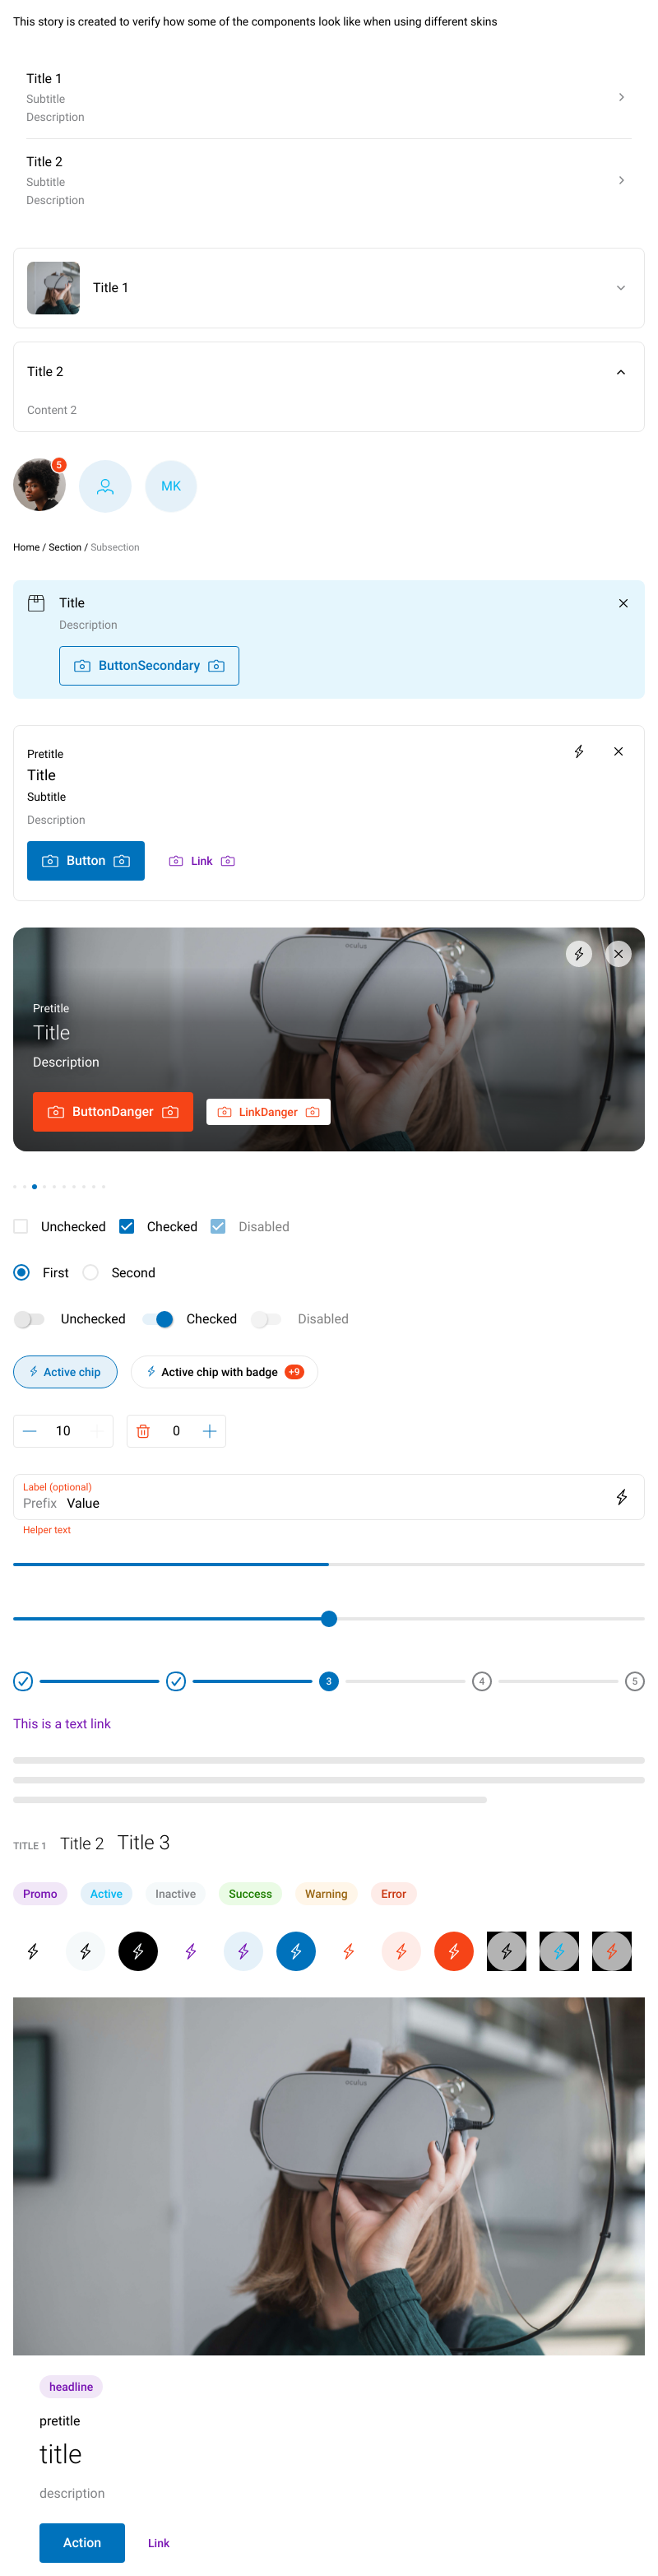 This story is created to verify how some of the components look like when using different skins
Title 1
Subtitle
Description
Title 2
Subtitle
Description
Title 1
Title 2
Content 2
5
MK
Home / Section / Subsection
Title
Description
ButtonSecondary
Pretitle
Title
Subtitle
Description
Button Link
oculus
Pretitle
Title
Description
ButtonDanger LinkDanger
Unchecked Checked Disabled
First Second
Unchecked Checked Disabled
Active chip Active chip with badge +9
10 0
Label (optional)
Prefix Value
Helper text
3 4 5
This is a text link
TITLE 1 Title 2 Title 3
Promo Active Inactive Success Warning Error
oculus
headline
pretitle
title
description
Action Link